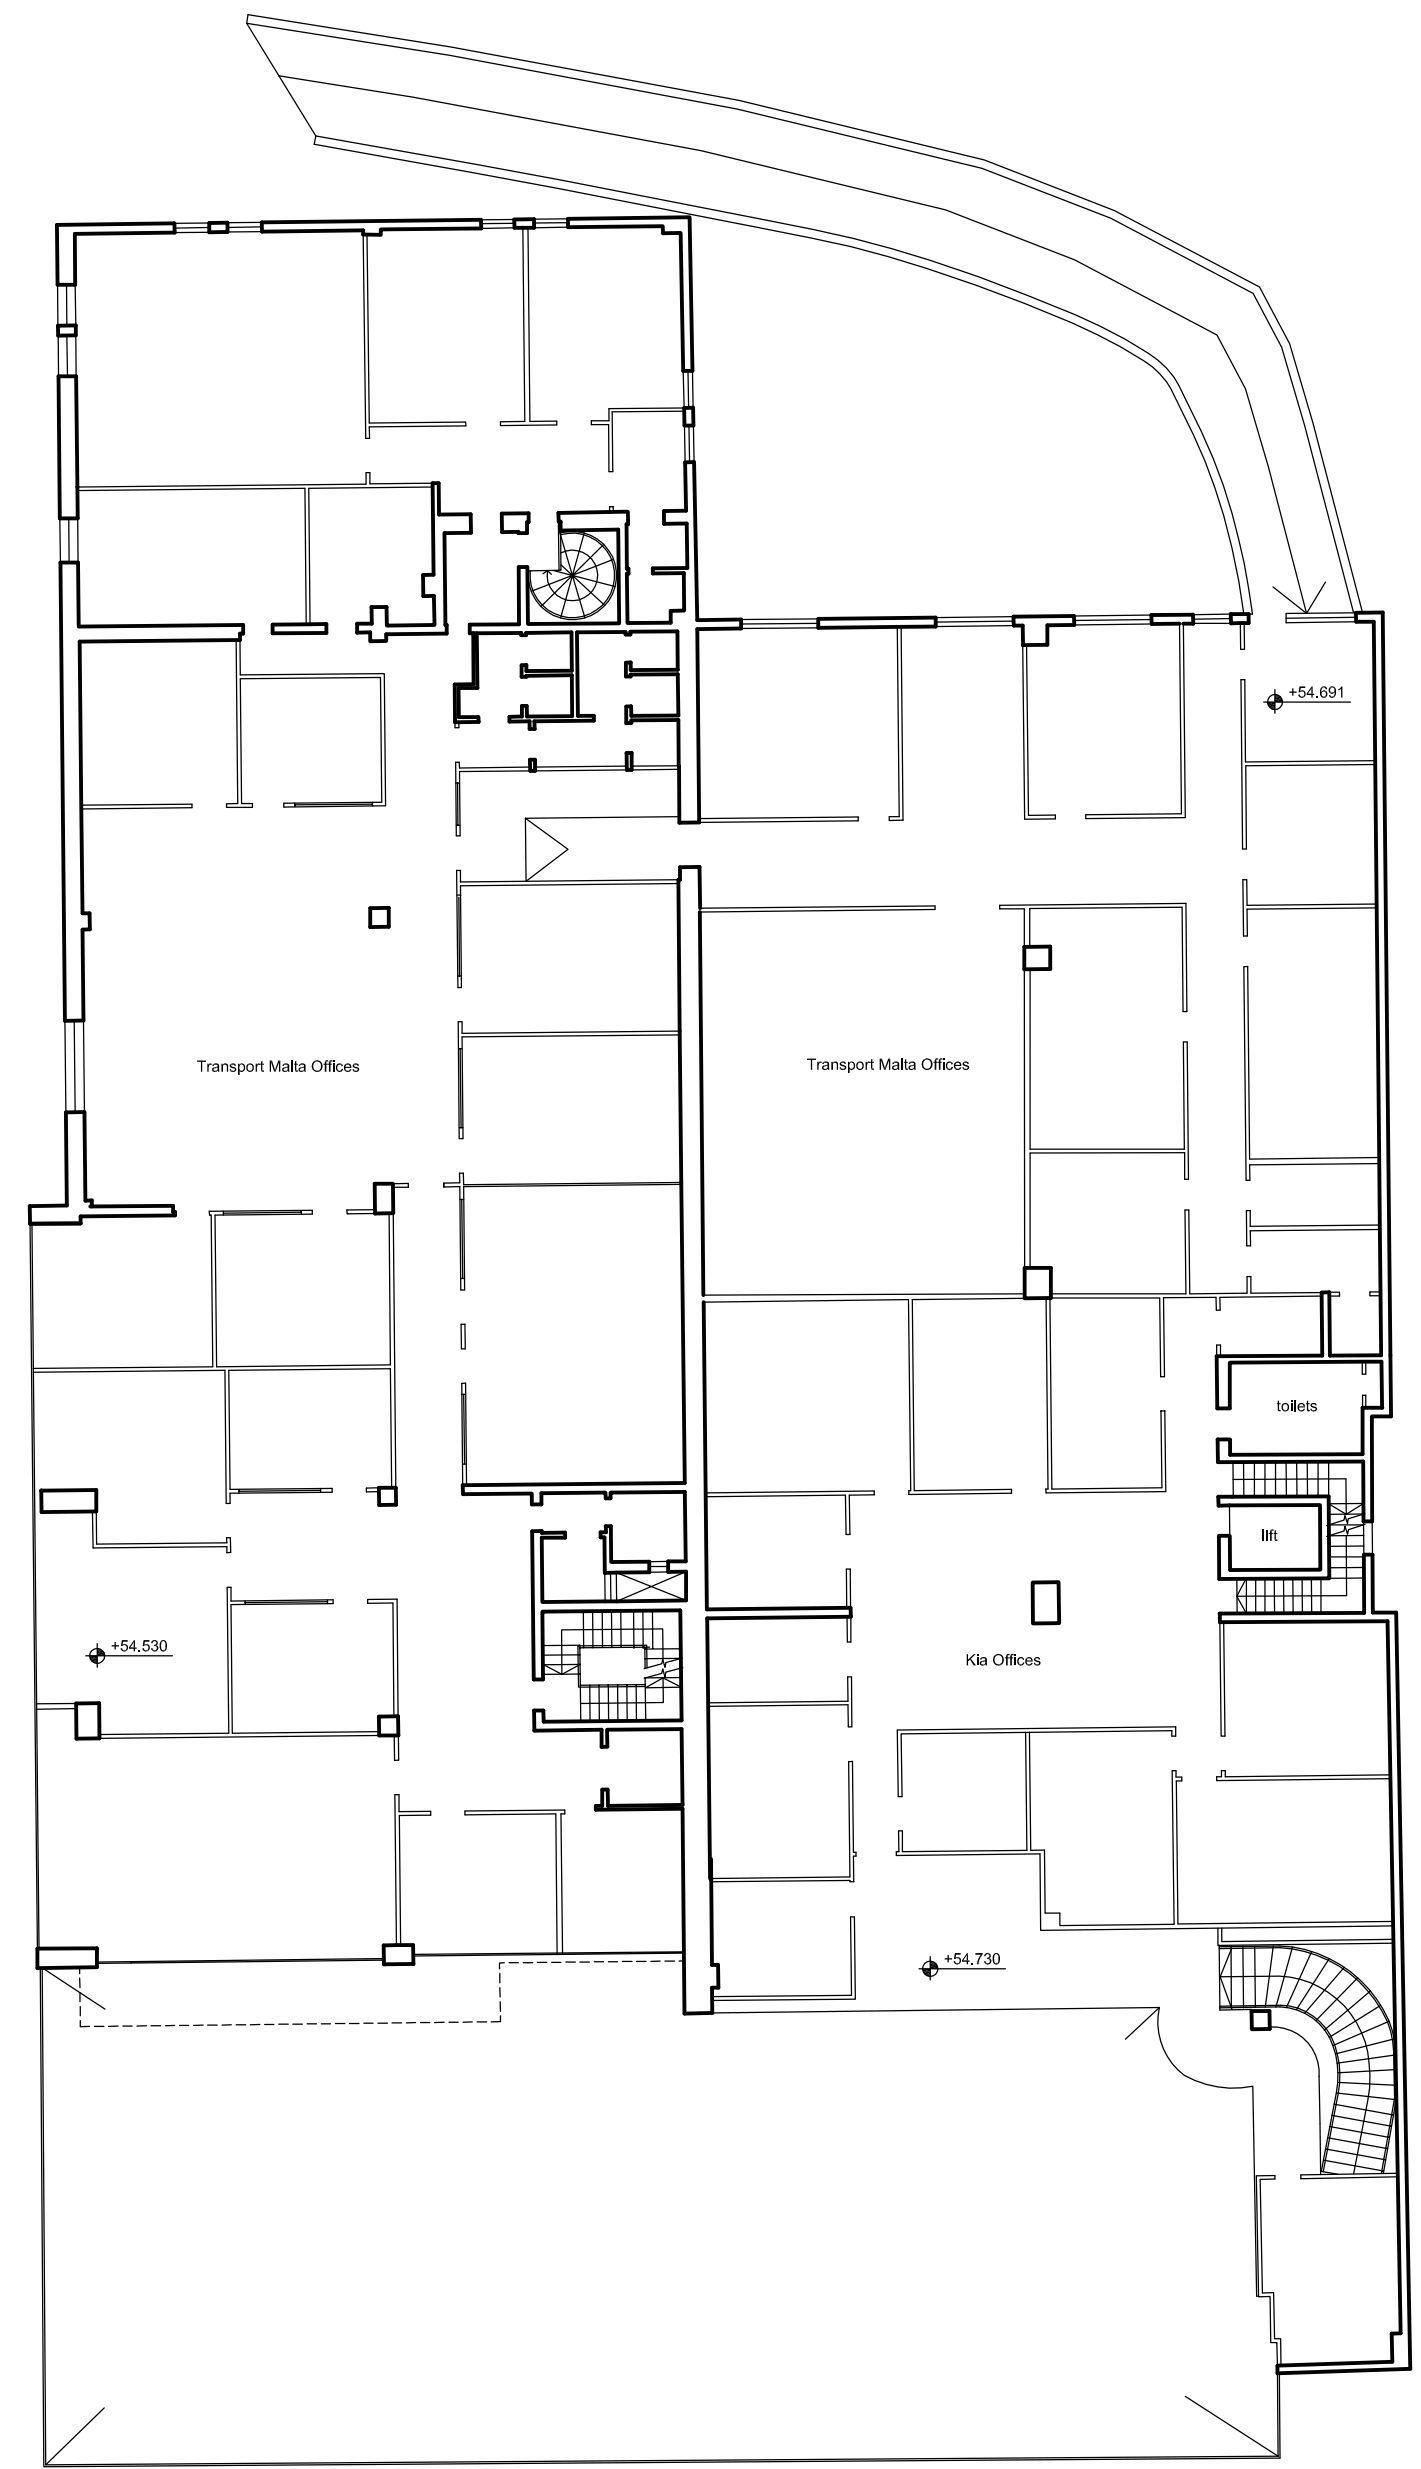 +54.691
Transport Malta Offices
Transport Malta Offices
toilets
lift
+54.530
Kia Offices
+54.730